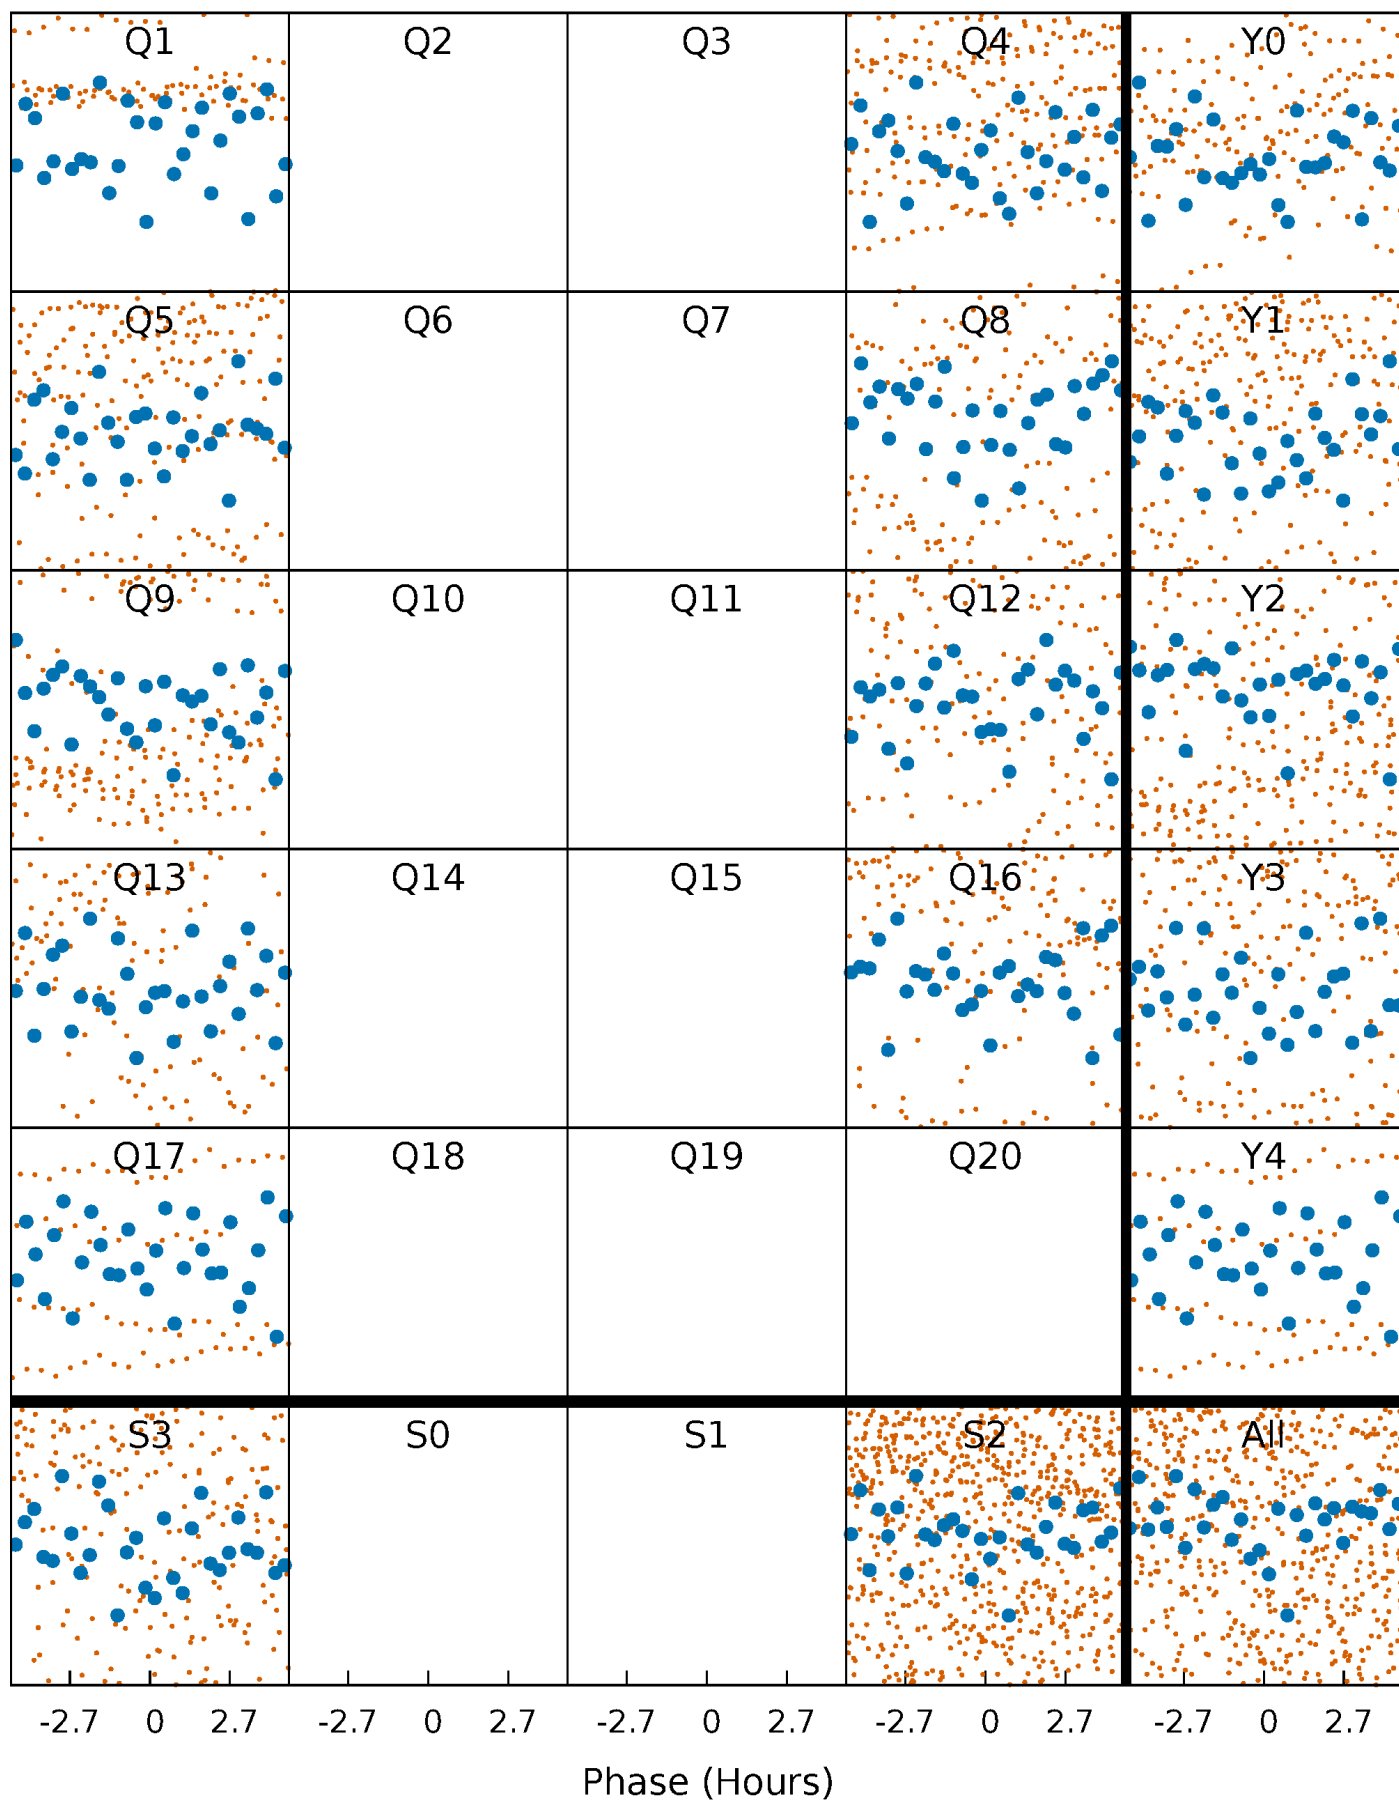 Q1 Q2 Q3 Q4 Y0
Q5 Q6 Q7 Q8 Y1
Q9 Q10 Q11 Q12 Y2
Q13 Q14 Q15 Q16 Y3
Q17 Q18 Q19 Q20 Y4
S3 S0 S1 S2 All
-2.7 0 2.7 -2.7 0 2.7 -2.7 0 2.7 -2.7 0 2.7 -2.7 0 2.7
Phase (Hours)